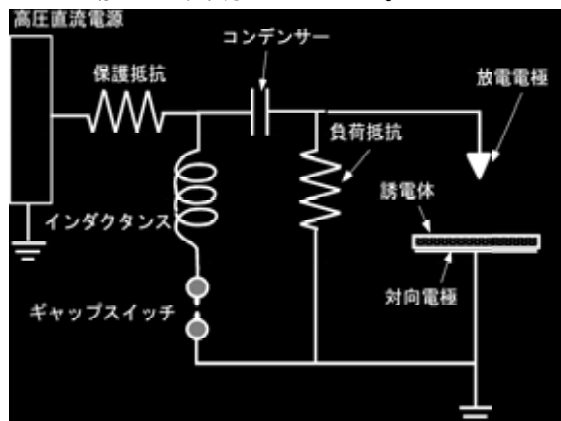 高圧直流電源
コンデンサー
保護抵抗
放電電極
負荷抵抗
誘電体
インダクタンス
対向電極
ギャップスイッチ